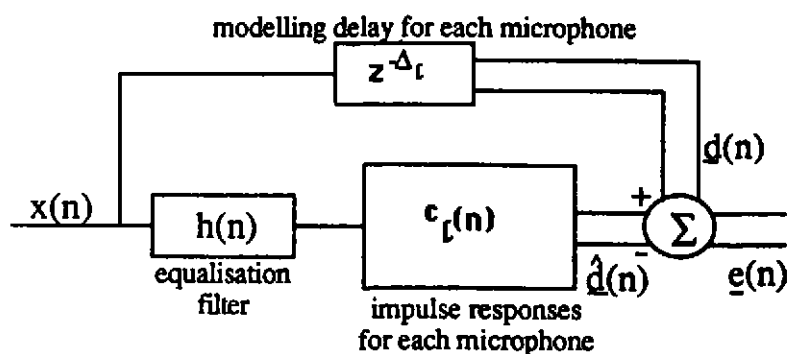 modelling delay for each microphone
z^-Δ_l
d(n)
x(n)
h(n)
c_l(n)
+
Σ
-
d̂(n)
e(n)
equalisation
filter
impulse responses
for each microphone